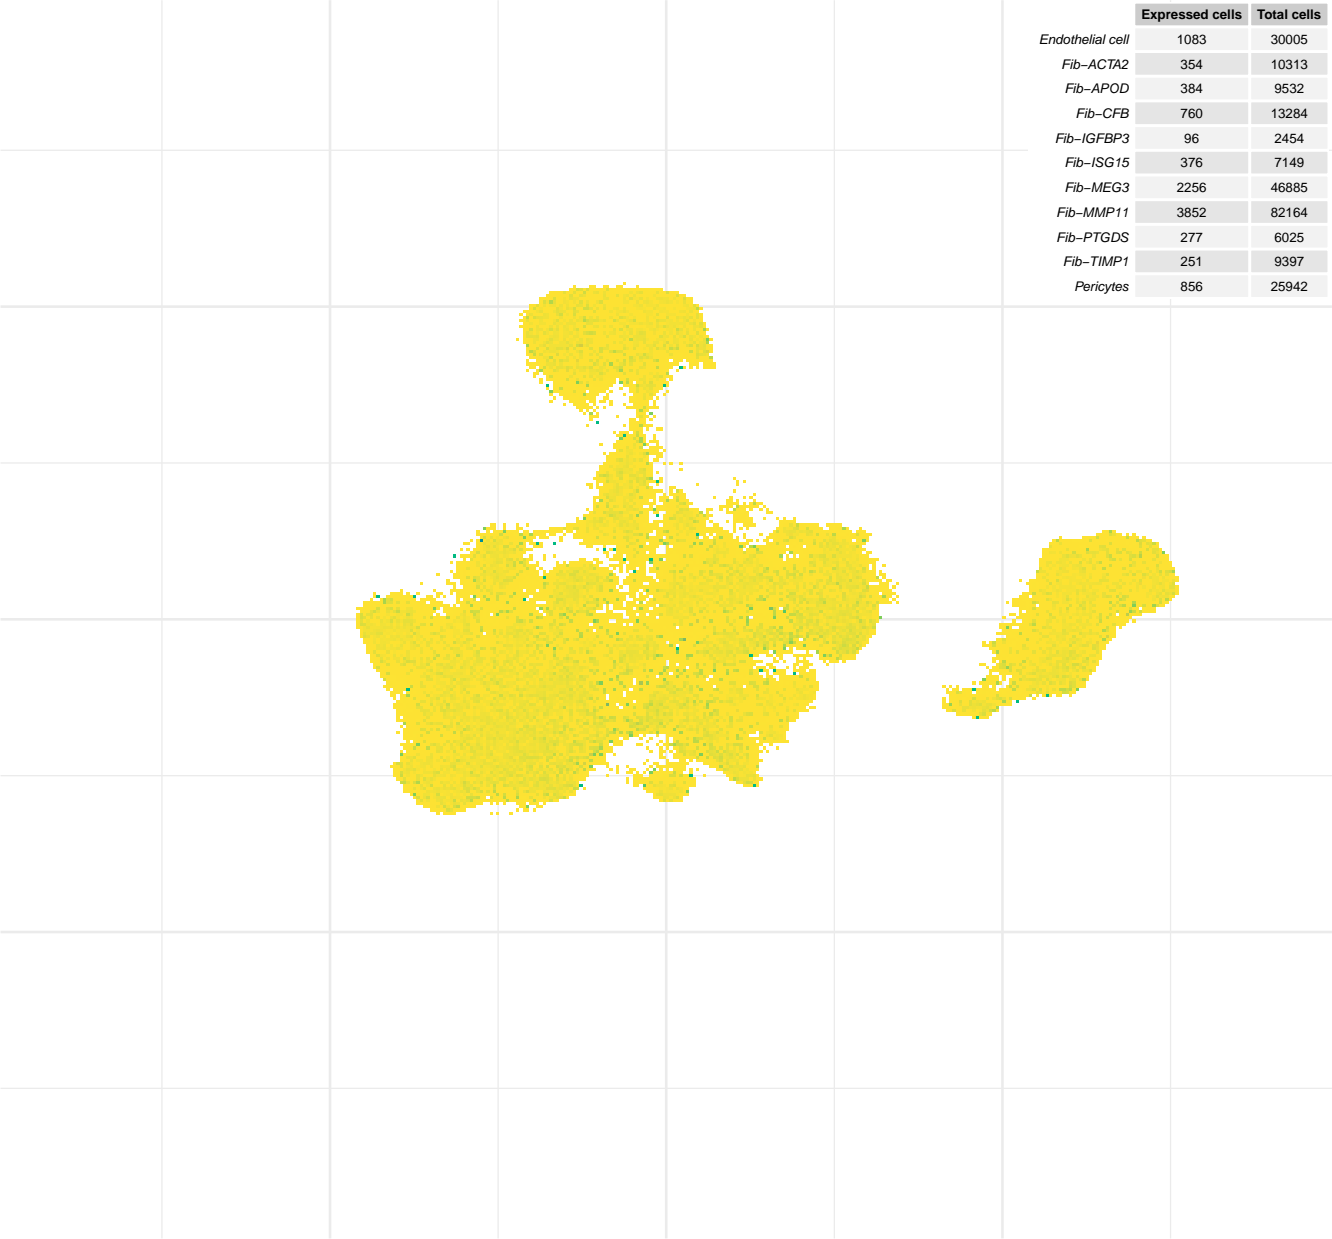 Expressed cells Total cells
Endothelial cell 1083 30005
Fib−ACTA2 354 10313
Fib−APOD 384 9532
Fib−CFB 760 13284
Fib−IGFBP3 96 2454
Fib−ISG15 376 7149
Fib−MEG3 2256 46885
Fib−MMP11 3852 82164
Fib−PTGDS 277 6025
Fib−TIMP1 251 9397
Pericytes 856 25942